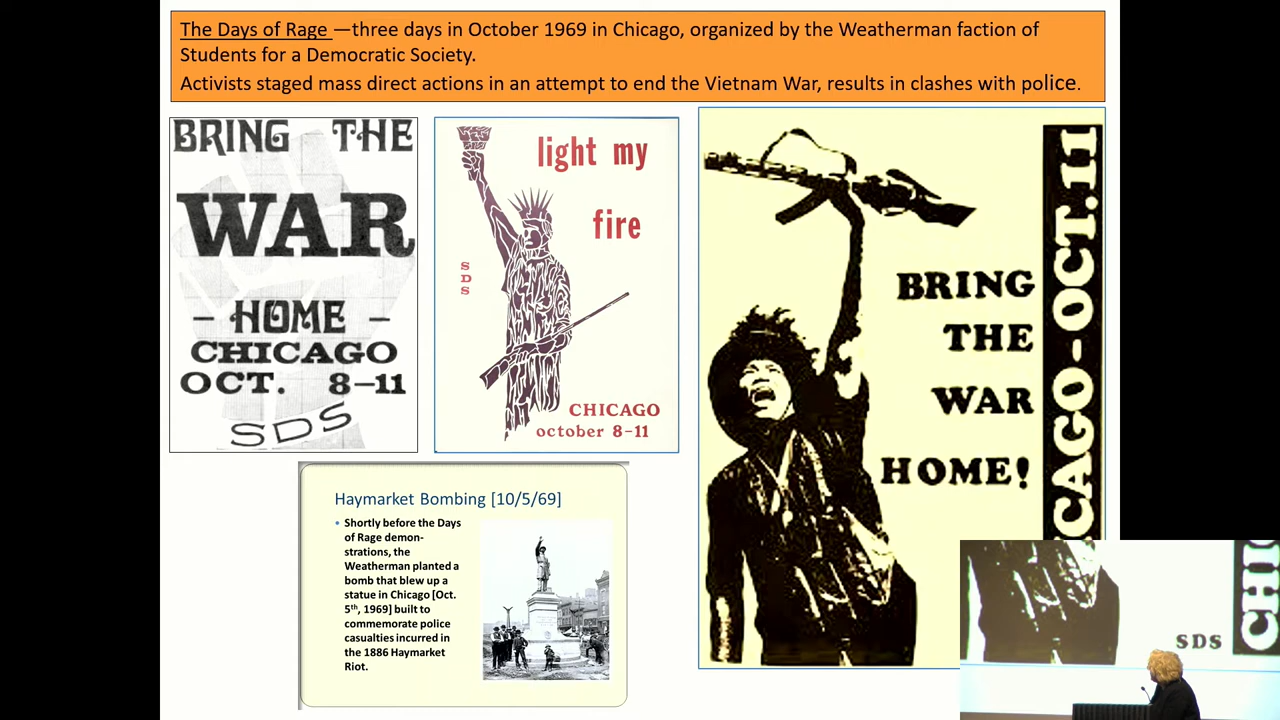 The Days of Rage —three days in October 1969 in Chicago, organized by the Weatherman faction of
Students for a Democratic Society.
Activists staged mass direct actions in an attempt to end the Vietnam War, results in clashes with police.
BRING THE
WAR
- HOME -
CHICAGO
OCT. 8-11
SDS
light my
fire
SDS
CHICAGO
october 8-11
BRING
THE
WAR
HOME!
CAGO-OCT.11
Haymarket Bombing [10/5/69]
• Shortly before the Days
of Rage demon-
strations, the
Weatherman planted a
bomb that blew up a
statue in Chicago [Oct.
5th, 1969] built to
commemorate police
casualties incurred in
the 1886 Haymarket
Riot.
SDS
CHI